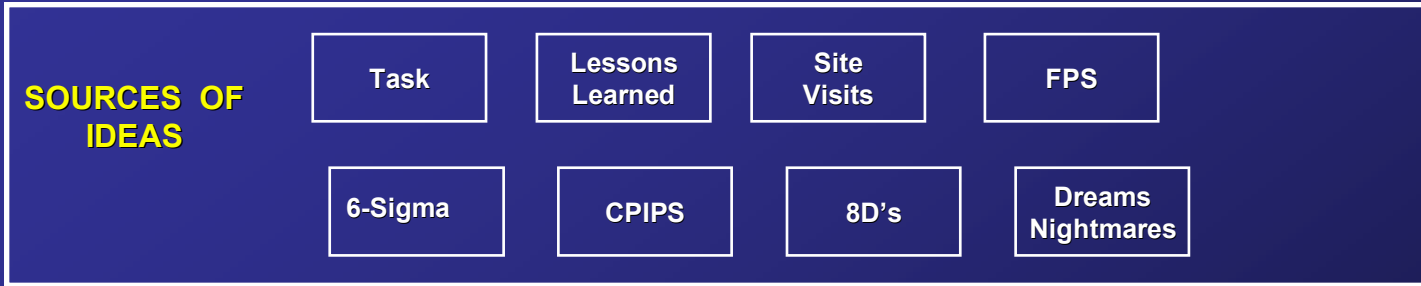 SOURCES OF
IDEAS
Task
Lessons
Learned
Site
Visits
FPS
6-Sigma
CPIPS
8D's
Dreams
Nightmares